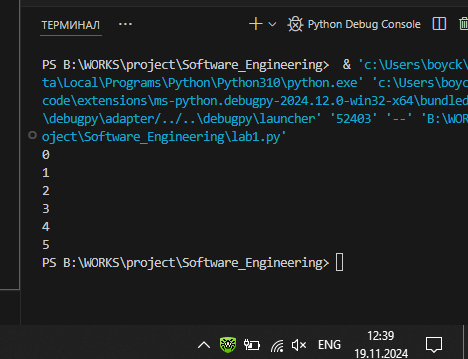 ТЕРМИНАЛ
Python Debug Console
PS B:\WORKS\project\Software_Engineering>  & 'c:\Users\boyck
ta\Local\Programs\Python\Python310\python.exe' 'c:\Users\boyc
code\extensions\ms-python.debugpy-2024.12.0-win32-x64\bundled
\debugpy\adapter/../..\debugpy\launcher' '52403' '--' 'B:\WOR
oject\Software_Engineering\lab1.py'
0
1
2
3
4
5
PS B:\WORKS\project\Software_Engineering>
ENG
12:39
19.11.2024